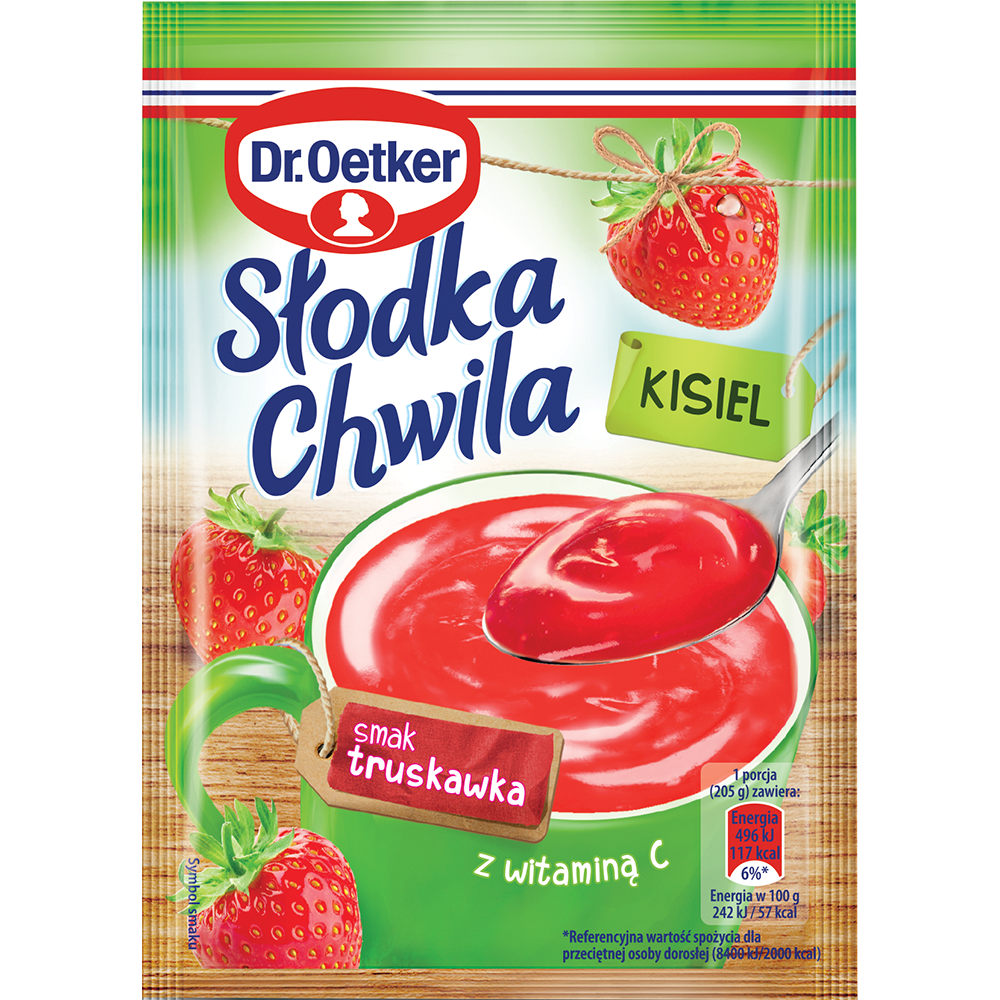 Dr.Oetker
Słodka
Chwila
KISIEL
smak
truskawka
z witaminą C
1 porcja
(205 g) zawiera:
Energia
496 kJ
117 kcal
6%*
Energia w 100 g
242 kJ / 57 kcal
Symbol smaku
*Referencyjna wartość spożycia dla
przeciętnej osoby dorosłej (8400 kJ/2000 kcal)